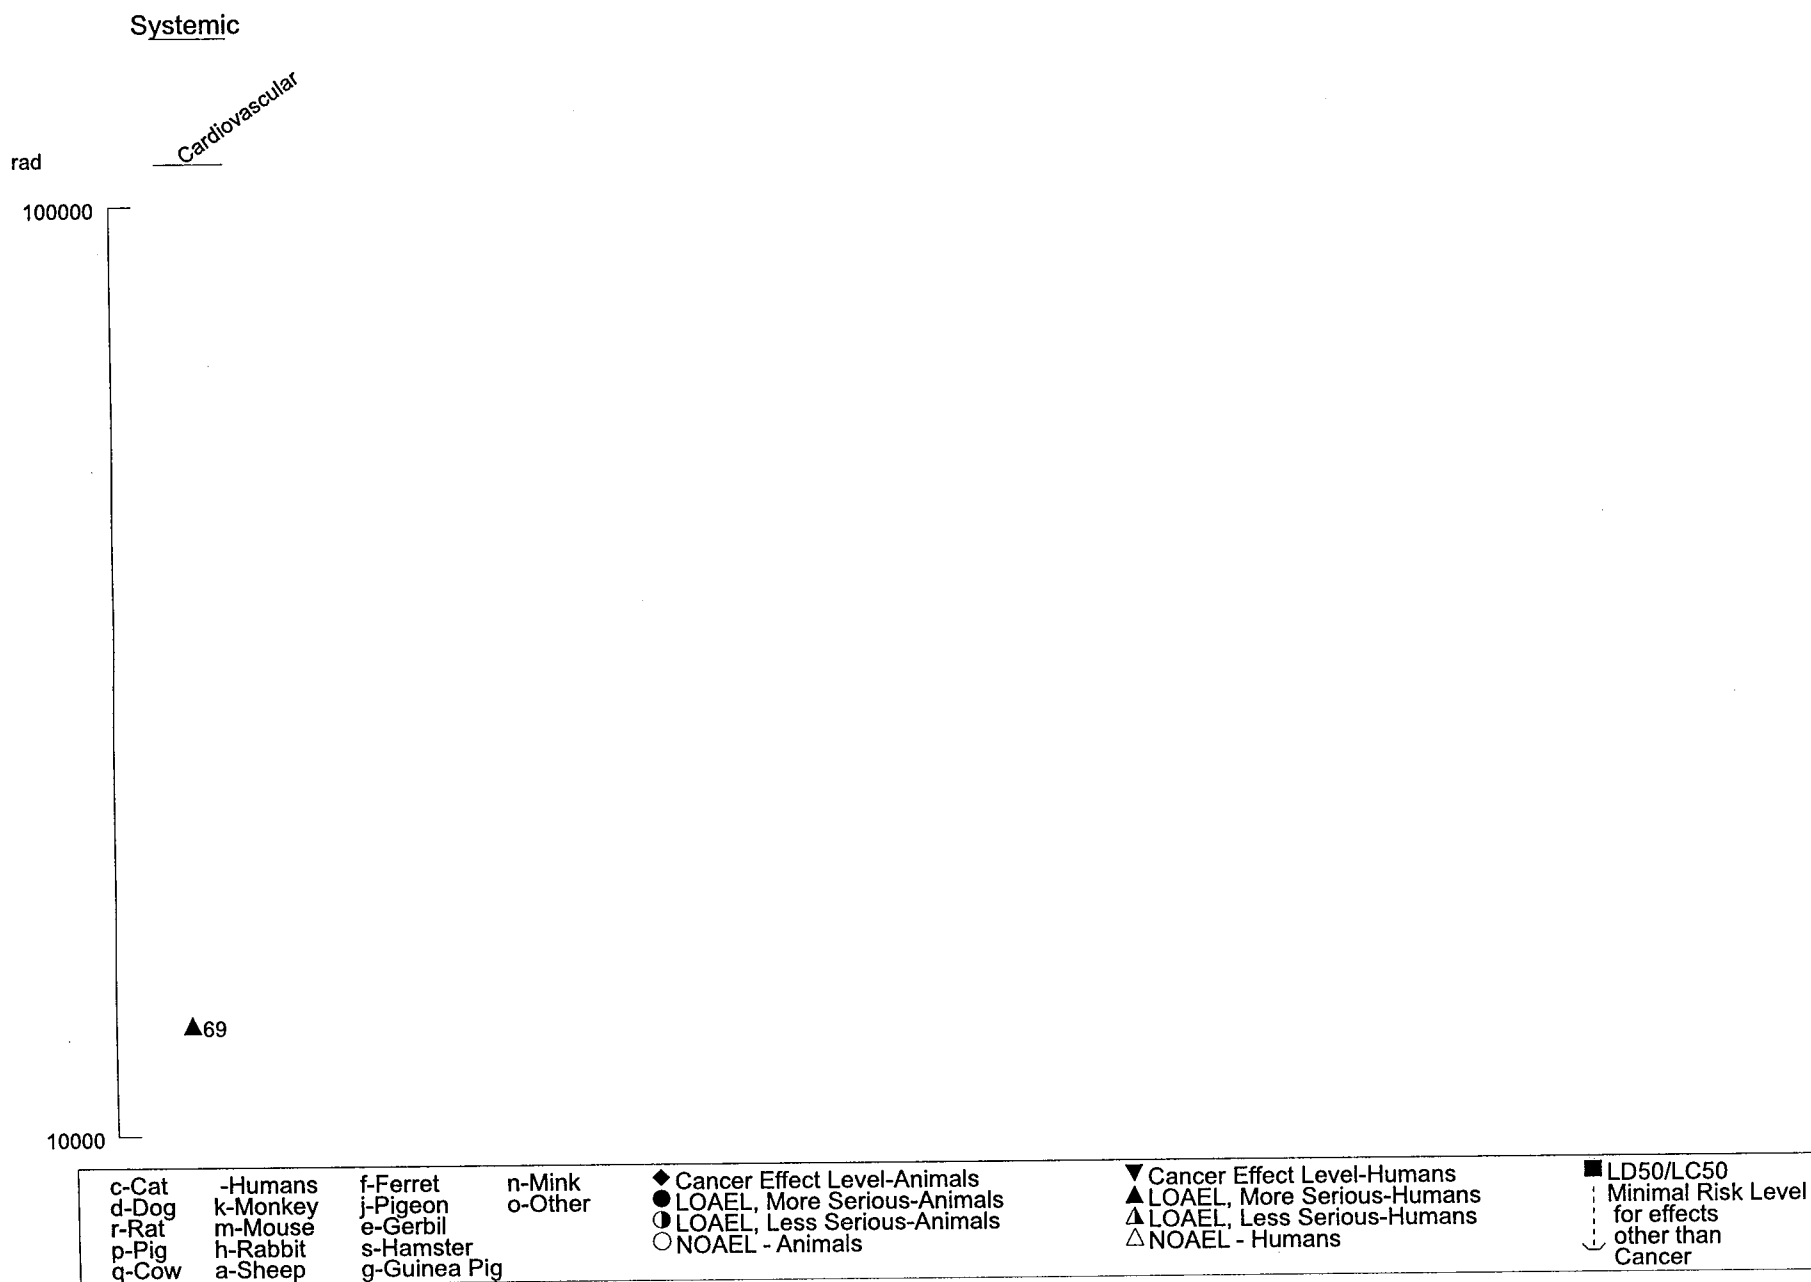 Systemic
Cardiovascular
rad
100000
69
10000
c-Cat -Humans f-Ferret n-Mink
d-Dog k-Monkey j-Pigeon o-Other
r-Rat m-Mouse e-Gerbil
p-Pig h-Rabbit s-Hamster
q-Cow a-Sheep g-Guinea Pig
Cancer Effect Level-Animals
LOAEL, More Serious-Animals
LOAEL, Less Serious-Animals
NOAEL - Animals
Cancer Effect Level-Humans
LOAEL, More Serious-Humans
LOAEL, Less Serious-Humans
NOAEL - Humans
LD50/LC50
Minimal Risk Level
for effects
other than
Cancer